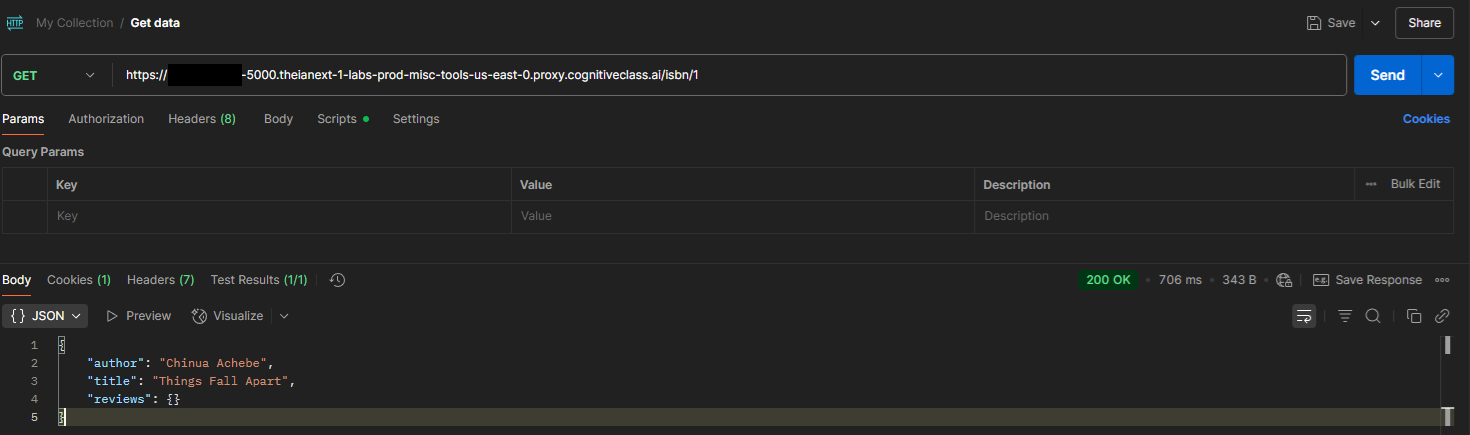 HTTP My Collection / Get data Save Share
GET https:// -5000.theianext-1-labs-prod-misc-tools-us-east-0.proxy.cognitiveclass.ai/isbn/1 Send
Params Authorization Headers (8) Body Scripts Settings Cookies
Query Params
Key Value Description ••• Bulk Edit
Key Value Description
Body Cookies (1) Headers (7) Test Results (1/1) 200 OK • 706 ms • 343 B e.g. Save Response •••
{ } JSON Preview Visualize
1 {
2 "author": "Chinua Achebe",
3 "title": "Things Fall Apart",
4 "reviews": {}
5 }